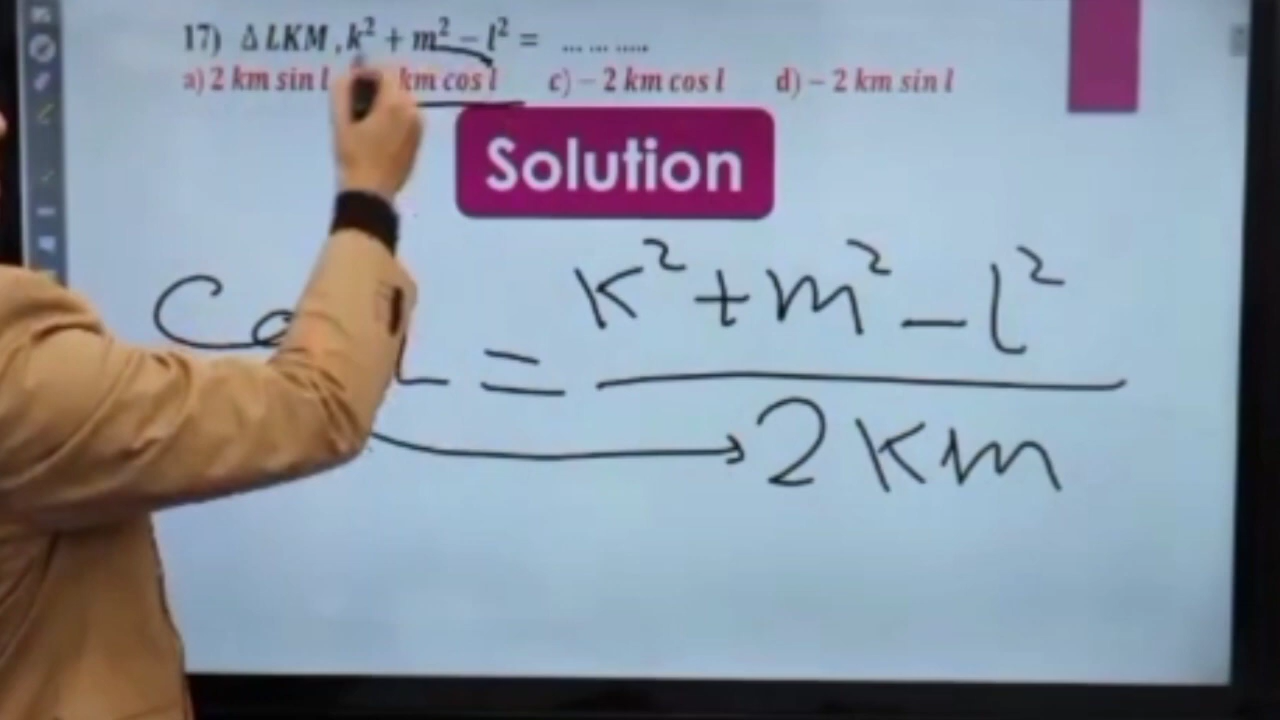 17) Δ LKM , k² + m² – l² = ... ... .....
a) 2 km sin l km cos l c) – 2 km cos l d) – 2 km sin l
Solution
= K² + m² – l²
2 K m